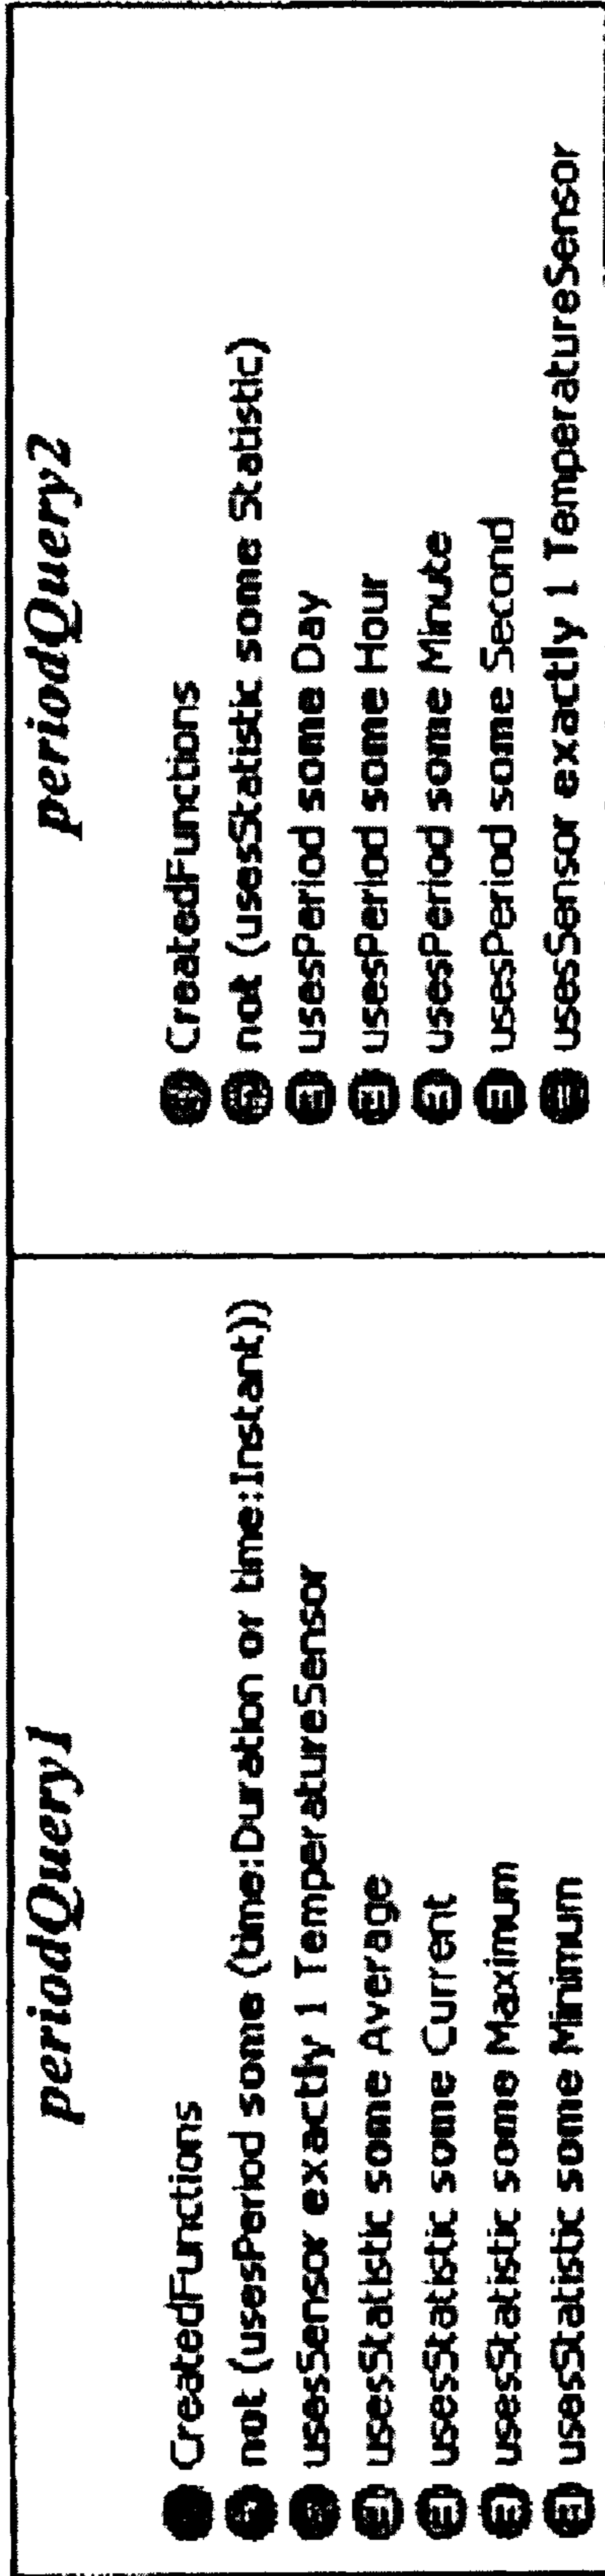 periodQuery1
CreatedFunctions
not (usesPeriod some (time:Duration or time:Instant))
usesSensor exactly 1 TemperatureSensor
usesStatistic some Average
usesStatistic some Current
usesStatistic some Maximum
usesStatistic some Minimum
periodQuery2
CreatedFunctions
not (usesStatistic some Statistic)
usesPeriod some Day
usesPeriod some Hour
usesPeriod some Minute
usesPeriod some Second
usesSensor exactly 1 TemperatureSensor